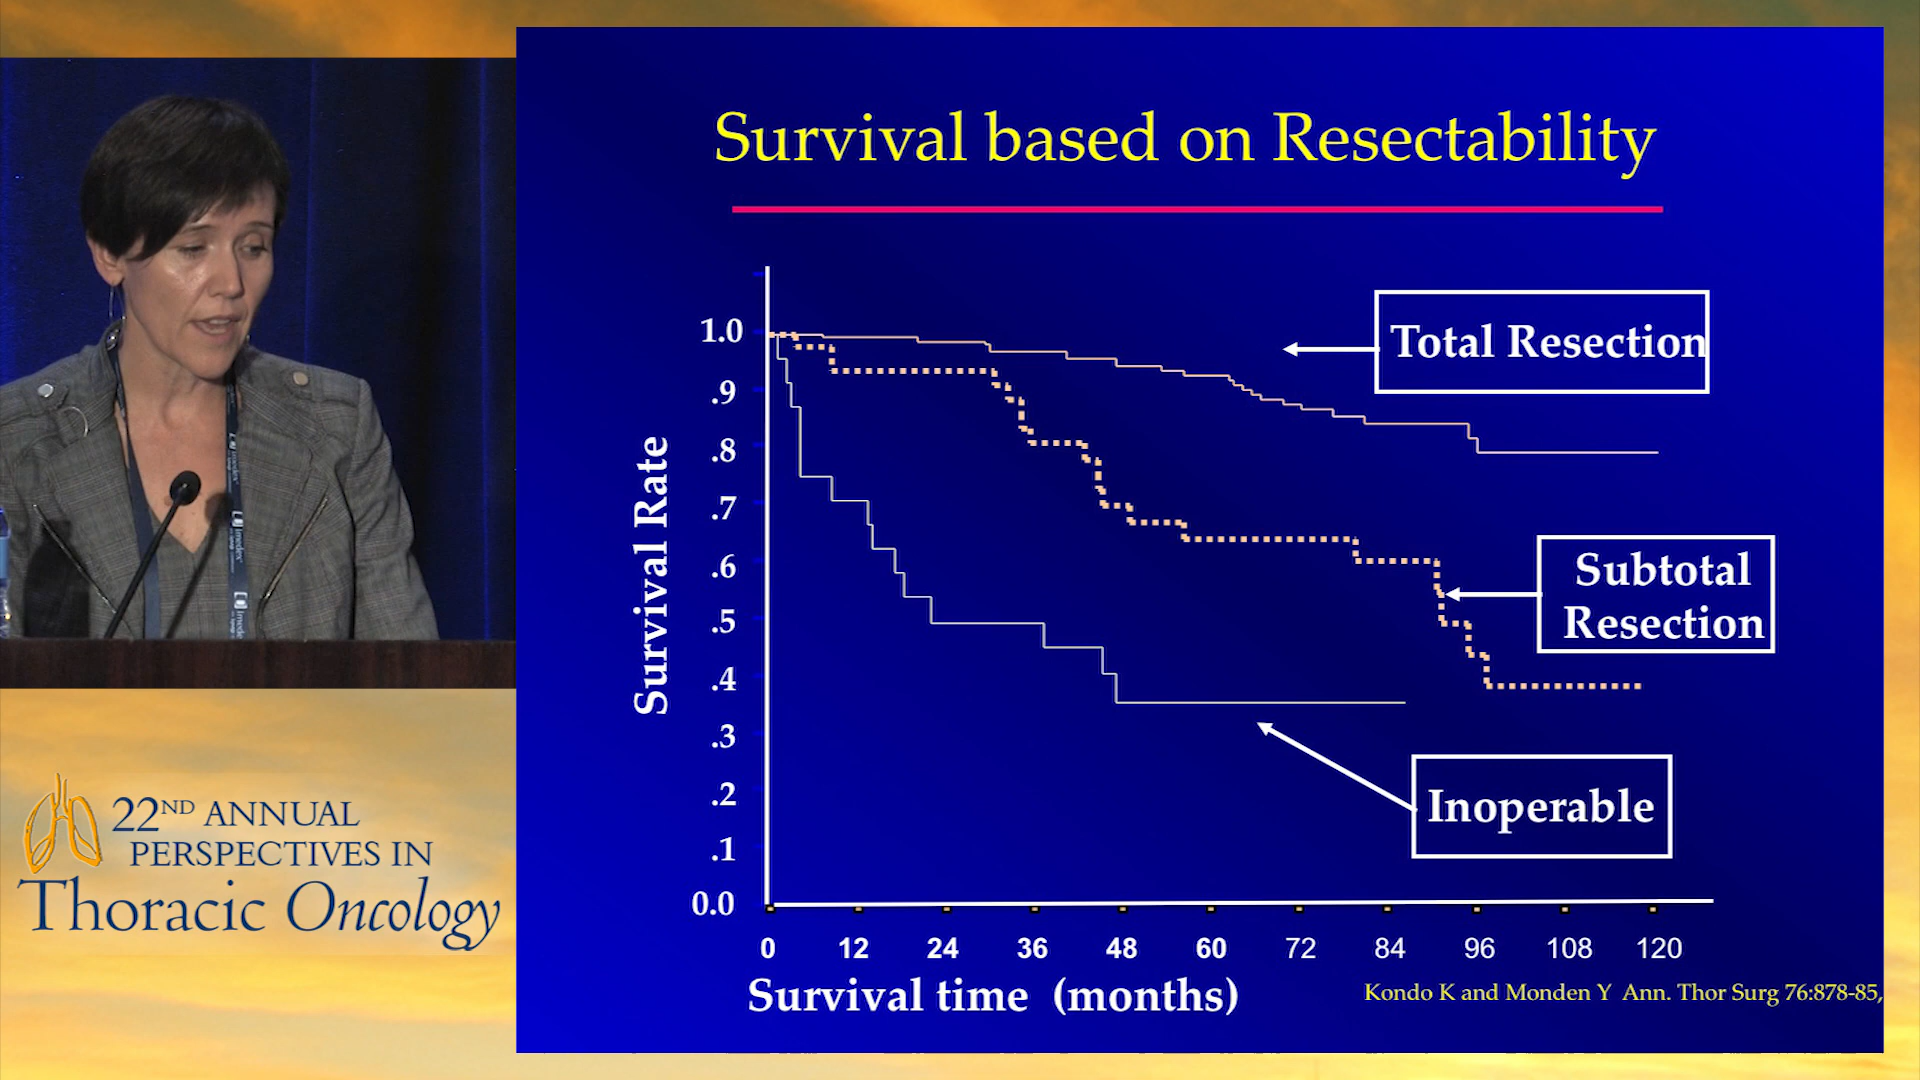 Survival based on Resectability
1.0
.9
.8
.7
.6
.5
.4
.3
.2
.1
0.0
Survival Rate
Total Resection
Subtotal
Resection
Inoperable
0 12 24 36 48 60 72 84 96 108 120
Survival time (months)
Kondo K and Monden Y Ann. Thor Surg 76:878-85,
22ND ANNUAL
PERSPECTIVES IN
Thoracic Oncology
imedex